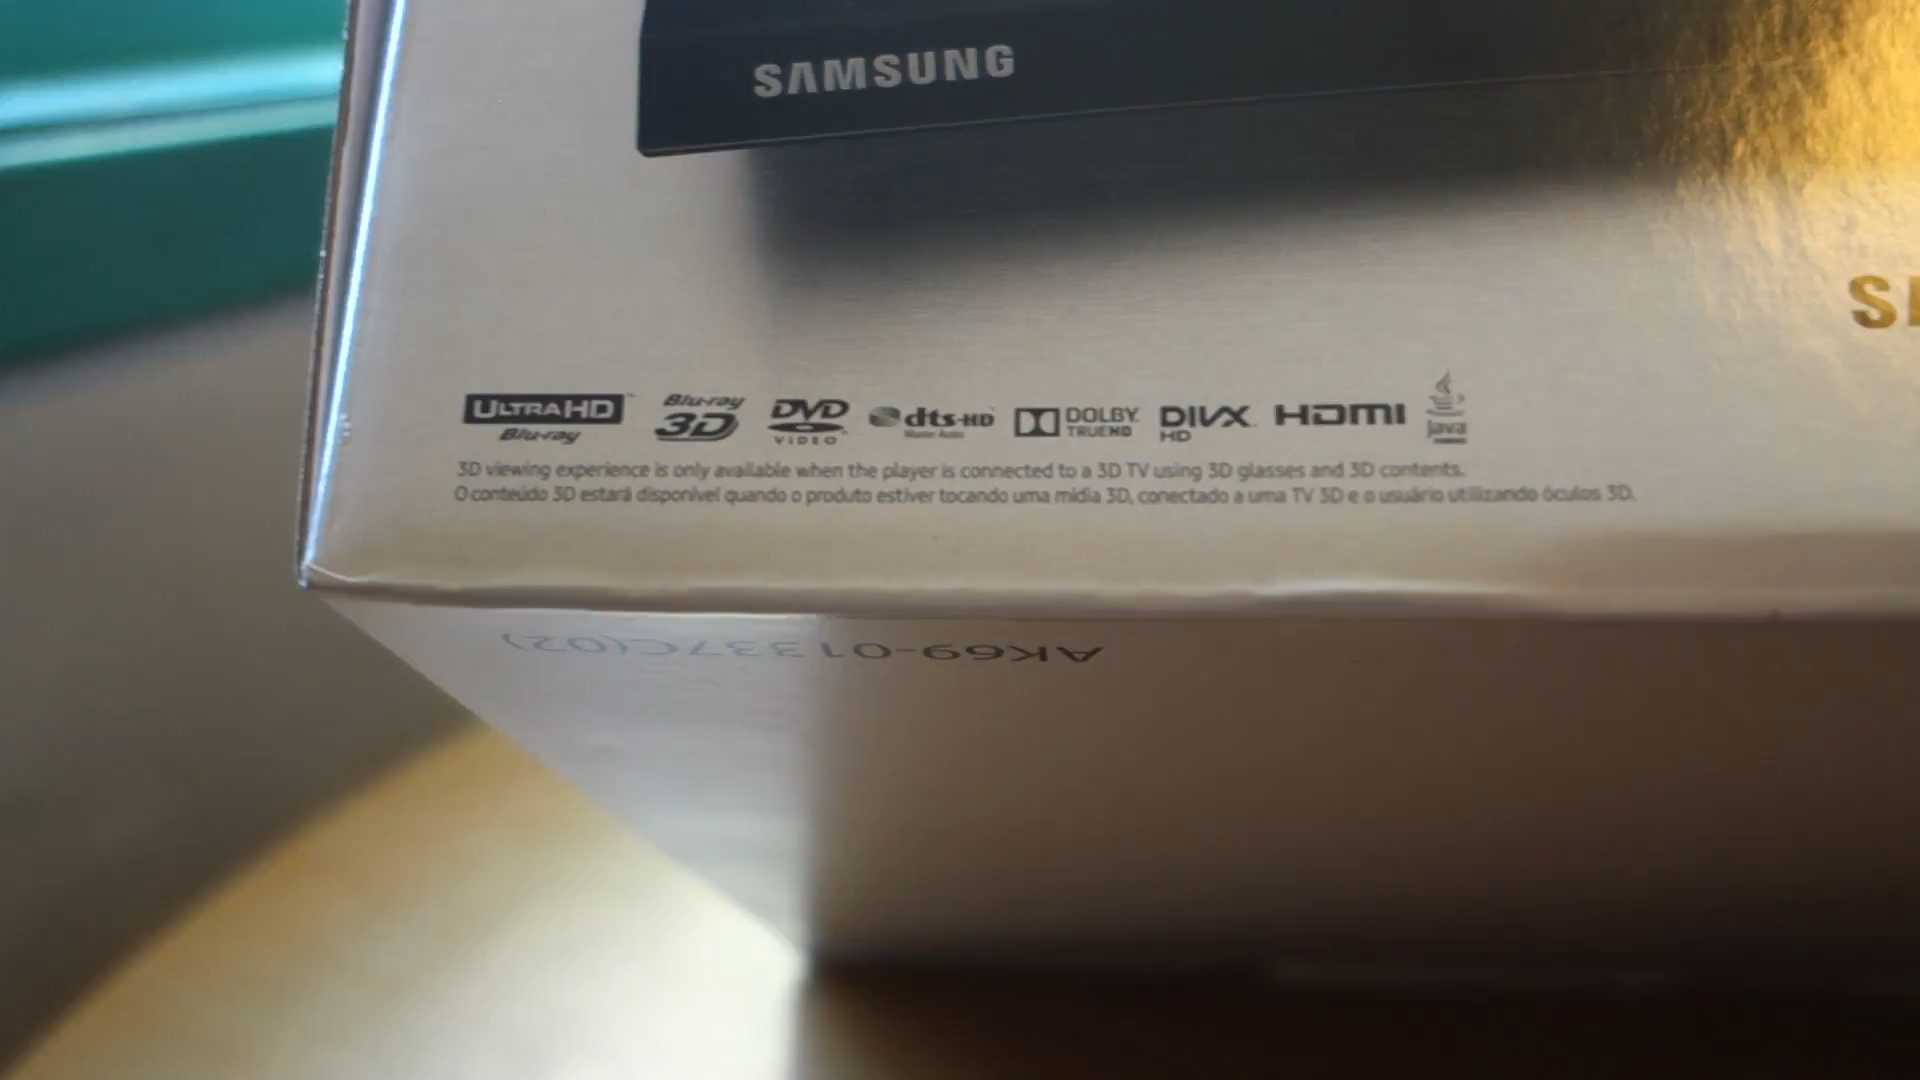 SAMSUNG
ULTRA HD Blu-ray Blu-ray 3D DVD VIDEO dts-HD Master Audio DOLBY TRUEHD DIVX HD HDMI Java
3D viewing experience is only available when the player is connected to a 3D TV using 3D glasses and 3D contents.
O conteúdo 3D estará disponível quando o produto estiver tocando uma mídia 3D, conectado a uma TV 3D e o usuário utilizando óculos 3D.
AK69-01337C(02)